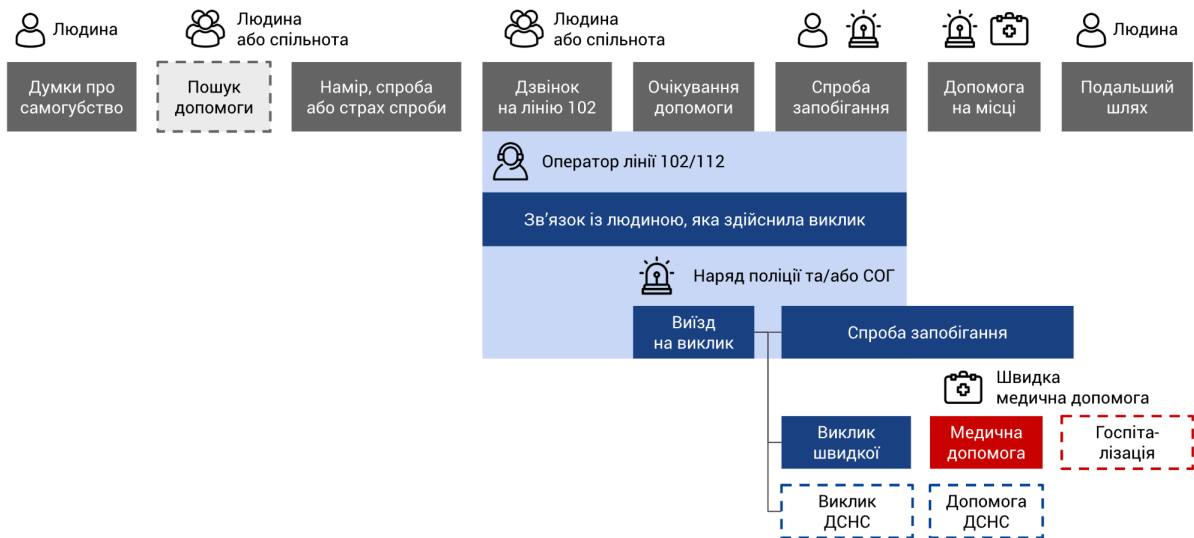 Людина
Людина
або спільнота
Людина
або спільнота
Людина
Думки про
самогубство
Пошук
допомоги
Намір, спроба
або страх спроби
Дзвінок
на лінію 102
Очікування
допомоги
Спроба
запобігання
Допомога
на місці
Подальший
шлях
Оператор лінії 102/112
Зв’язок із людиною, яка здійснила виклик
Наряд поліції та/або СОГ
Виїзд
на виклик
Спроба запобігання
Швидка
медична допомога
Виклик
швидкої
Медична
допомога
Госпіта-
лізація
Виклик
ДСНС
Допомога
ДСНС